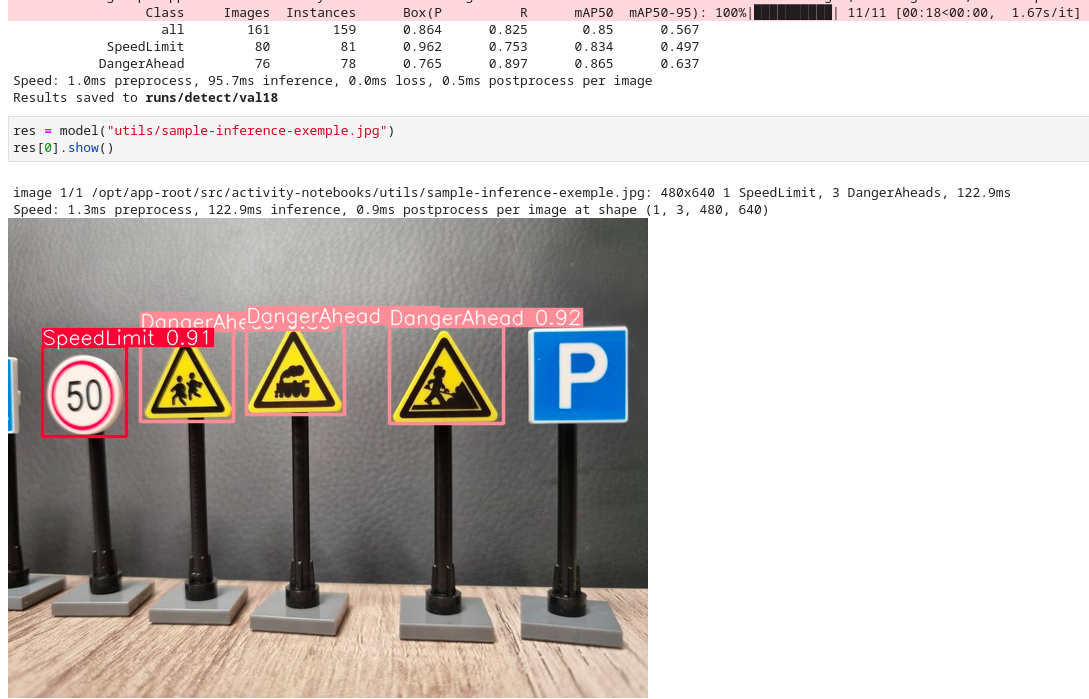 Class Images Instances Box(P R mAP50 mAP50-95): 100%|██████████| 11/11 [00:18<00:00, 1.67s/it]
all 161 159 0.864 0.825 0.85 0.567
SpeedLimit 80 81 0.962 0.753 0.834 0.497
DangerAhead 76 78 0.765 0.897 0.865 0.637
Speed: 1.0ms preprocess, 95.7ms inference, 0.0ms loss, 0.5ms postprocess per image
Results saved to runs/detect/val18
res = model("utils/sample-inference-exemple.jpg")
res[0].show()
image 1/1 /opt/app-root/src/activity-notebooks/utils/sample-inference-exemple.jpg: 480x640 1 SpeedLimit, 3 DangerAheads, 122.9ms
Speed: 1.3ms preprocess, 122.9ms inference, 0.9ms postprocess per image at shape (1, 3, 480, 640)
DangerAhead DangerAhead 0.92
SpeedLimit 0.91
50
P